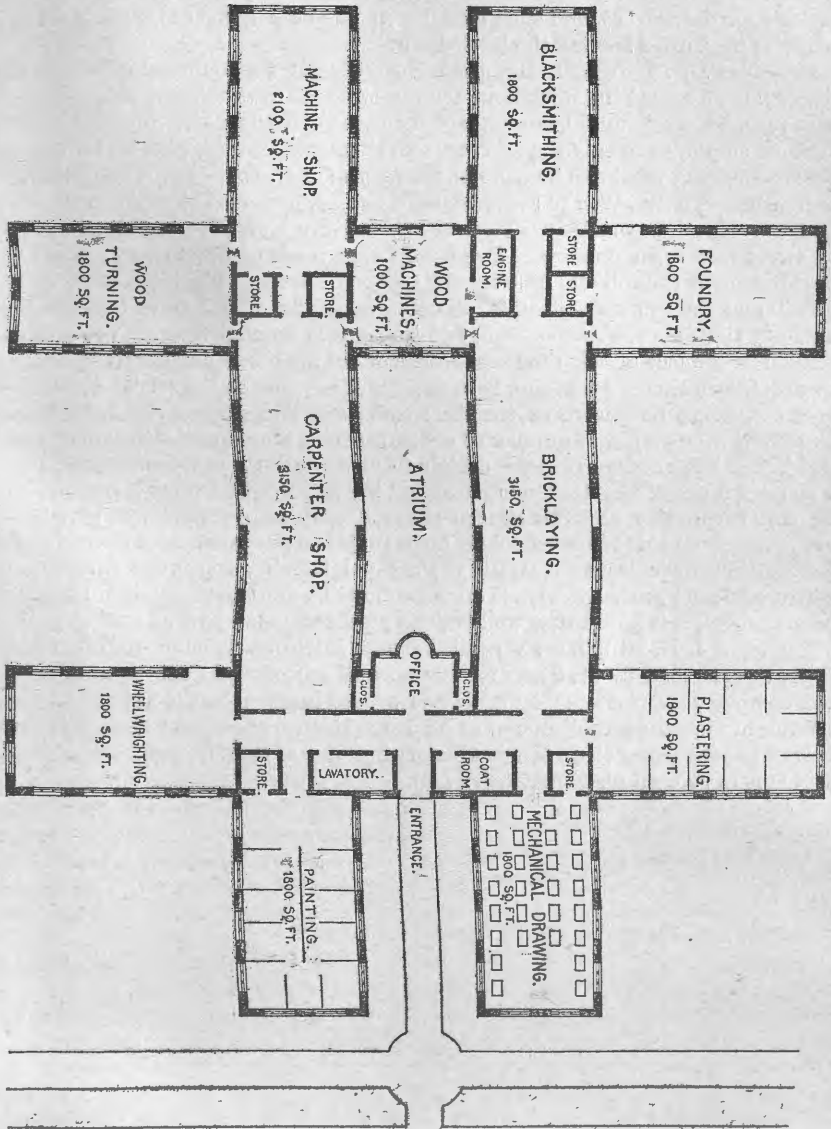 BLACKSMITHING.
1800 SQ. FT.
MACHINE SHOP.
2100 SQ. FT.
FOUNDRY.
1800 SQ. FT.
STORE
STORE
ENGINE
ROOM.
WOOD
MACHINES.
1000 SQ. FT.
STORE.
STORE.
WOOD
TURNING
1800 SQ. FT.
BRICKLAYING.
3150 SQ. FT.
ATRIUM.
CARPENTER SHOP.
3150 SQ. FT.
PLASTERING.
1800 SQ. FT.
CLOS.
OFFICE
CLOS.
WHEELWRIGHTING.
1800 SQ. FT.
STORE.
COAT
ROOM
LAVATORY.
STORE.
MECHANICAL DRAWING.
1800 SQ. FT.
ENTRANCE.
PAINTING.
1800 SQ. FT.